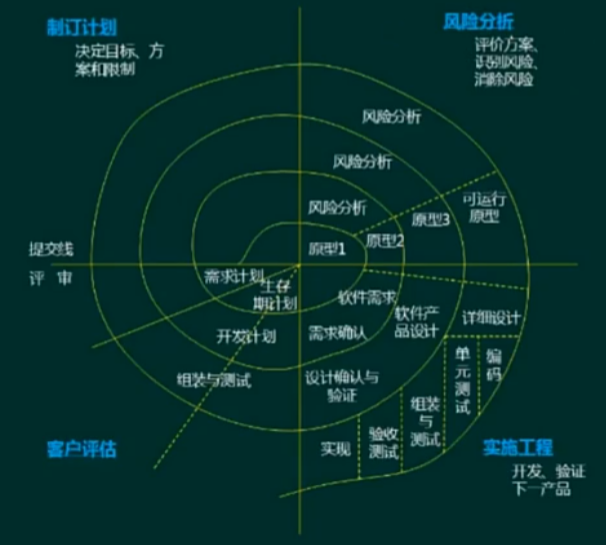 制订计划
决定目标、方
案和限制
风险分析
评价方案、
识别风险、
消除风险
风险分析
风险分析
风险分析
原型1
原型2
原型3
可运行
原型
提交线
评 审
需求计划
生存
期计划
开发计划
组装与测试
软件需求
需求确认
软件产
品设计
详细设计
设计确认与
验证
单
元
测
试
编
码
组装
与
测试
验收
测试
实现
客户评估
实施工程
开发、验证
下一产品